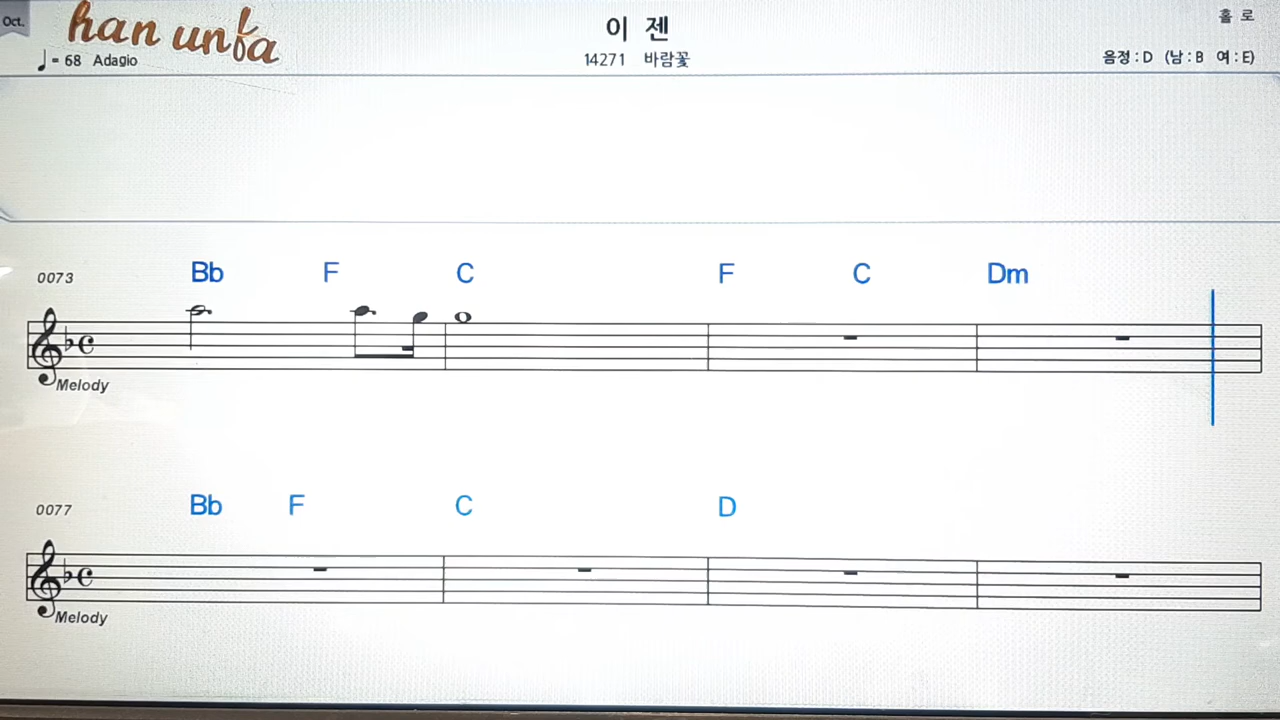 Oct.
han unfa
이 젠
홀 로
= 68 Adagio
14271 바람꽃
음정 : D (남 : B 여 : E)
0073
Bb F C F C Dm
Melody
0077
Bb F C D
Melody